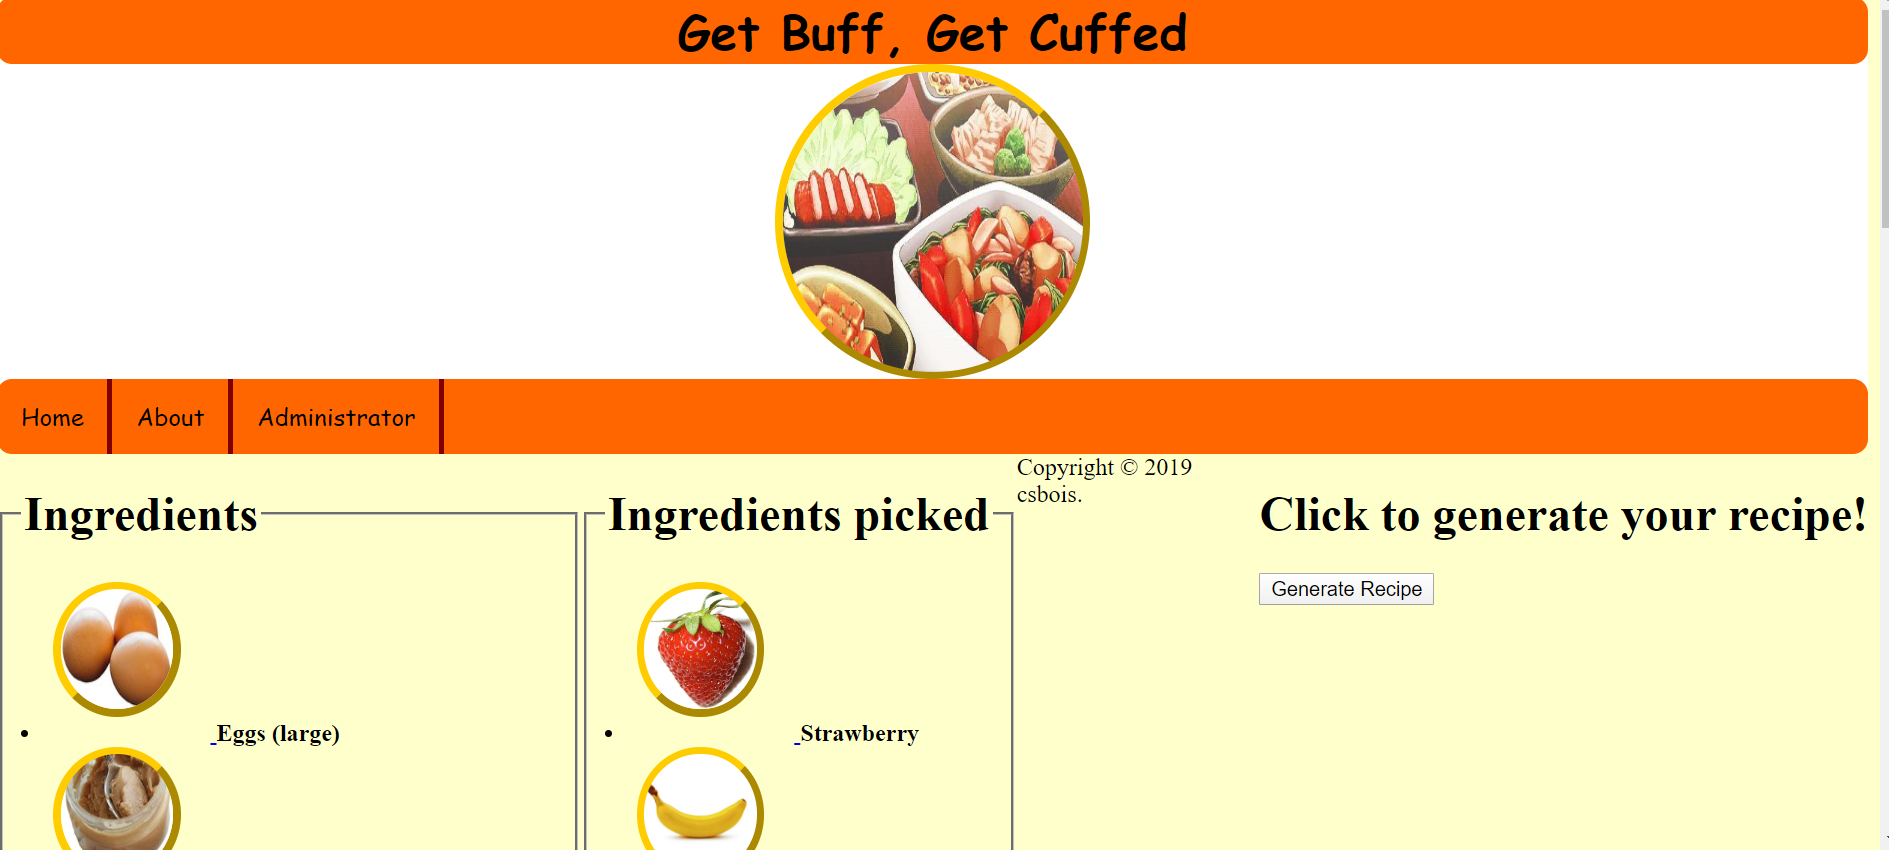 Get Buff, Get Cuffed
Home
About
Administrator
Copyright © 2019
csbois.
Ingredients
Eggs (large)
Ingredients picked
Strawberry
Click to generate your recipe!
Generate Recipe